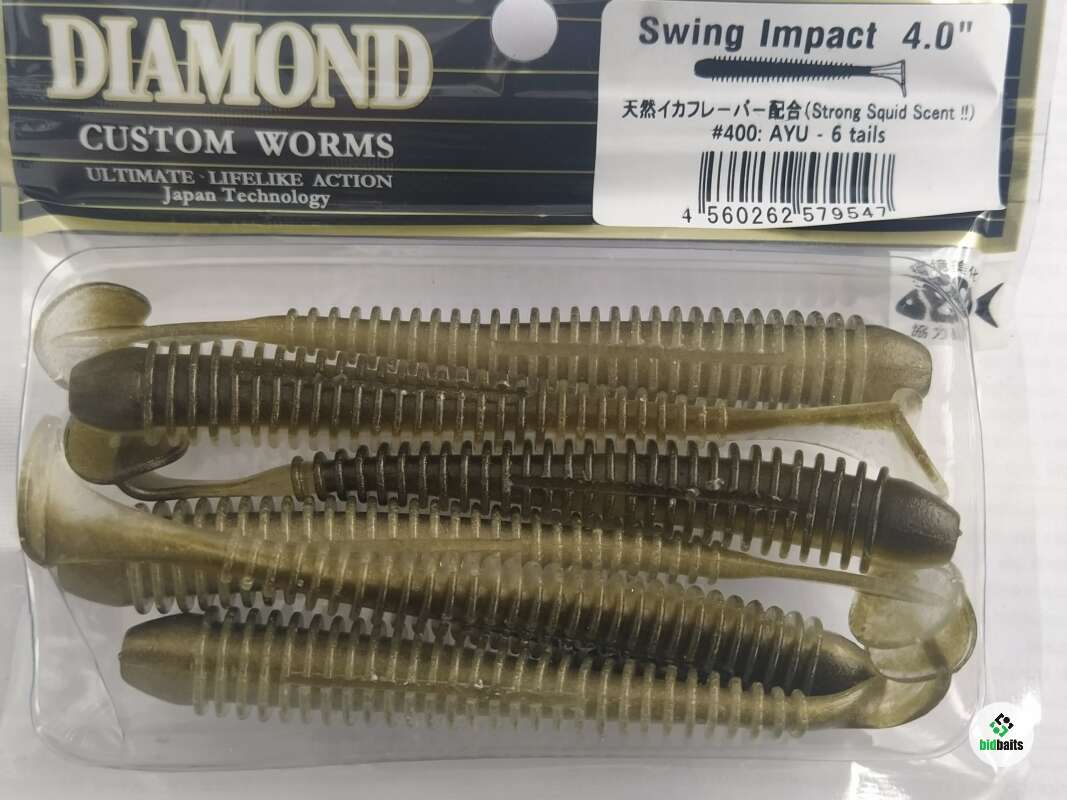 DIAMOND
CUSTOM WORMS
ULTIMATE · LIFELIKE ACTION
Japan Technology
Swing Impact 4.0"
天然イカフレーバー配合(Strong Squid Scent !!)
#400: AYU - 6 tails
4 560262 579547
bidbaits